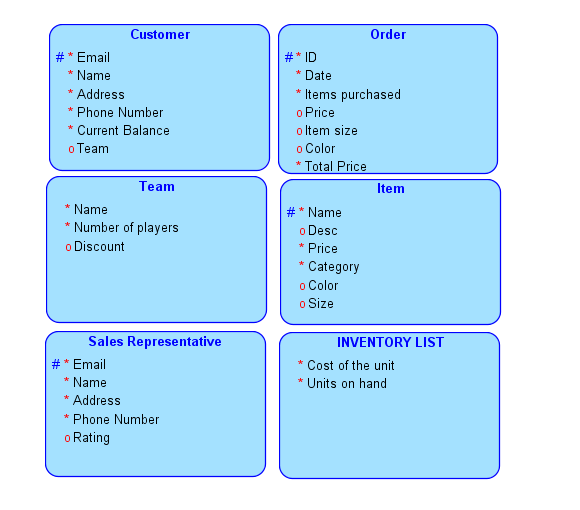 Customer
# * Email
* Name
* Address
* Phone Number
* Current Balance
o Team
Order
# * ID
* Date
* Items purchased
o Price
o Item size
o Color
* Total Price
Team
* Name
* Number of players
o Discount
Item
# * Name
o Desc
* Price
* Category
o Color
o Size
Sales Representative
# * Email
* Name
* Address
* Phone Number
o Rating
INVENTORY LIST
* Cost of the unit
* Units on hand